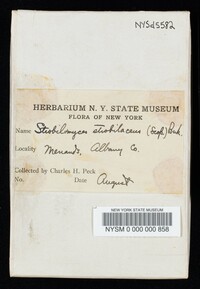 NYSd5582
HERBARIUM N. Y. STATE MUSEUM
FLORA OF NEW YORK
Name Strobilomyces strobilaceus (Scop.) Berk.
Locality Menands, Albany Co.
Collected by Charles H. Peck
No. Date August
NEW YORK STATE MUSEUM
NYSM 0 000 000 858